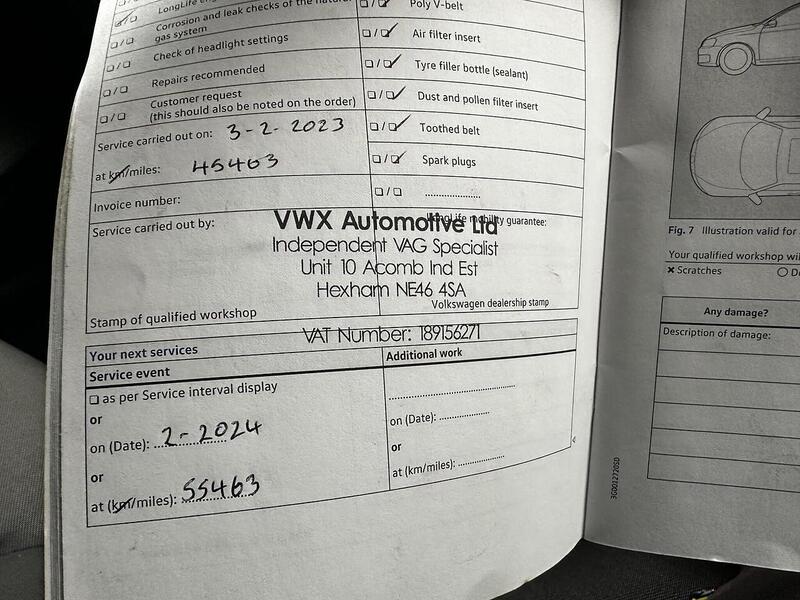 LongLife
Corrosion and leak checks of the natural
gas system
Check of headlight settings
Repairs recommended
Customer request
(this should also be noted on the order)
Service carried out on: 3-2-2023
at km/miles: 45463
Invoice number:
Service carried out by:
Stamp of qualified workshop
Poly V-belt
Air filter insert
Tyre filler bottle (sealant)
Dust and pollen filter insert
Toothed belt
Spark plugs
LongLife mobility guarantee:
VWX Automotive Ltd
Independent VAG Specialist
Unit 10 Acomb Ind Est
Hexham NE46 4SA
Volkswagen dealership stamp
VAT Number: 189156271
Your next services
Service event
as per Service interval display
or
on (Date): 2-2024
or
at (km/miles): 55463
Additional work
on (Date):
or
at (km/miles):
3G0012720SD
Fig. 7 Illustration valid for
Your qualified workshop wil
× Scratches
Any damage?
Description of damage: